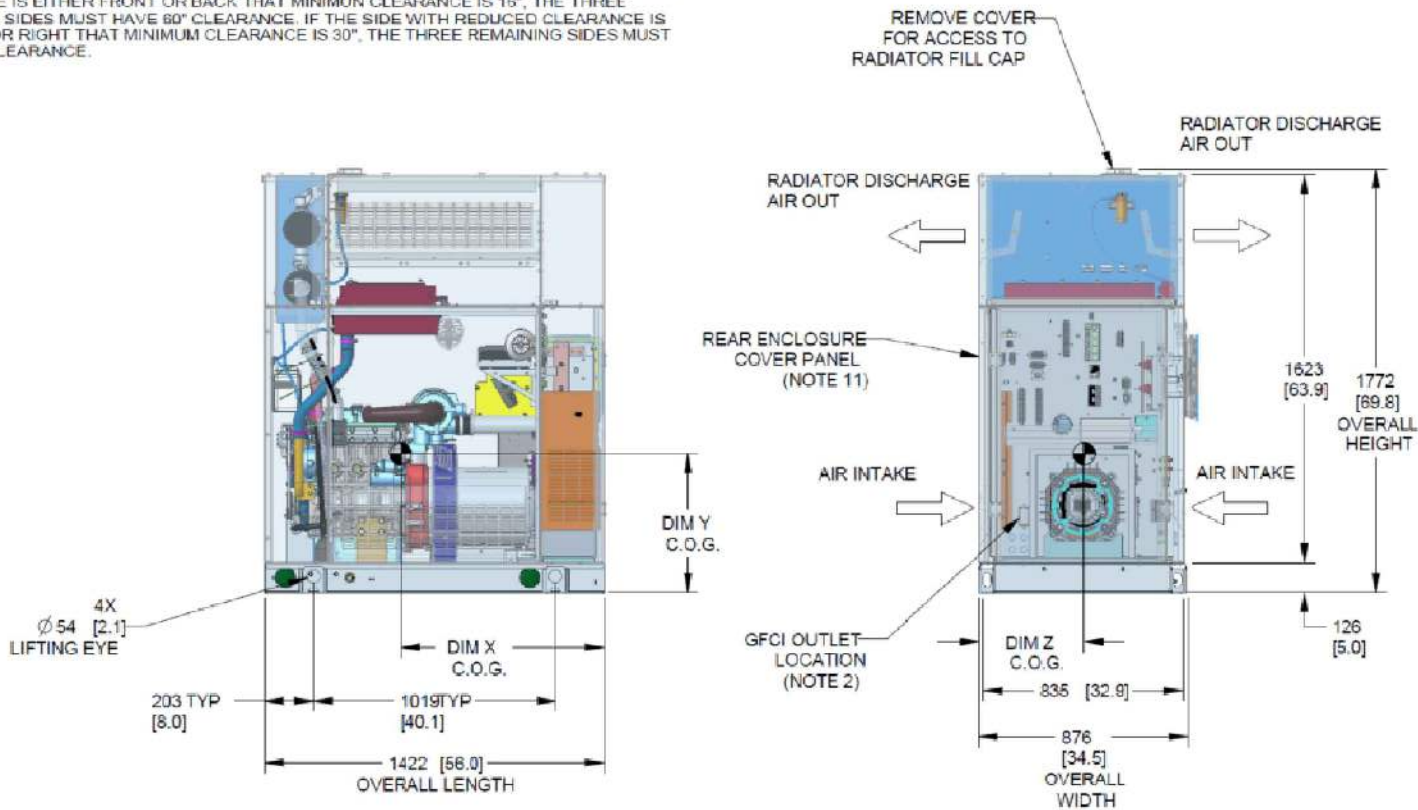 E IS EITHER FRONT OR BACK THAT MINIMUN CLEARANCE IS 18", THE THREE
SIDES MUST HAVE 60" CLEARANCE. IF THE SIDE WITH REDUCED CLEARANCE IS
OR RIGHT THAT MINIMUM CLEARANCE IS 30", THE THREE REMAINING SIDES MUST
LEARANCE.
REMOVE COVER
FOR ACCESS TO
RADIATOR FILL CAP
RADIATOR DISCHARGE
AIR OUT
RADIATOR DISCHARGE
AIR OUT
REAR ENCLOSURE
COVER PANEL
(NOTE 11)
1623
[63.9]
1772
[69.8]
OVERALL
HEIGHT
AIR INTAKE
AIR INTAKE
DIM Y
C.O.G.
4X
Ø 54 [2.1]
LIFTING EYE
DIM X
C.O.G.
GFCI OUTLET
LOCATION
(NOTE 2)
DIM Z
C.O.G.
126
[5.0]
203 TYP
[8.0]
1019TYP
[40.1]
835 [32.9]
1422 [56.0]
OVERALL LENGTH
876
[34.5]
OVERALL
WIDTH